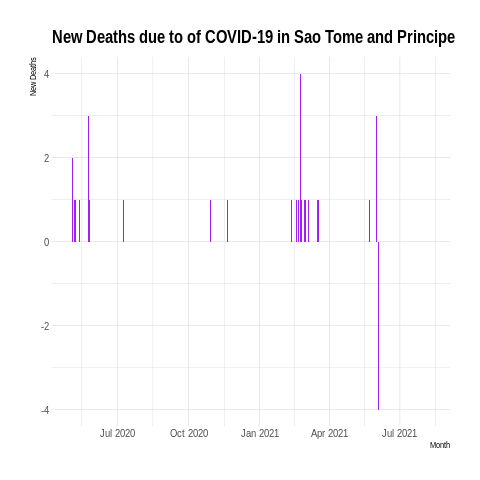 New Deaths due to of COVID-19 in Sao Tome and Principe
New Deaths
4
2
0
-2
-4
Jul 2020 Oct 2020 Jan 2021 Apr 2021 Jul 2021
Month